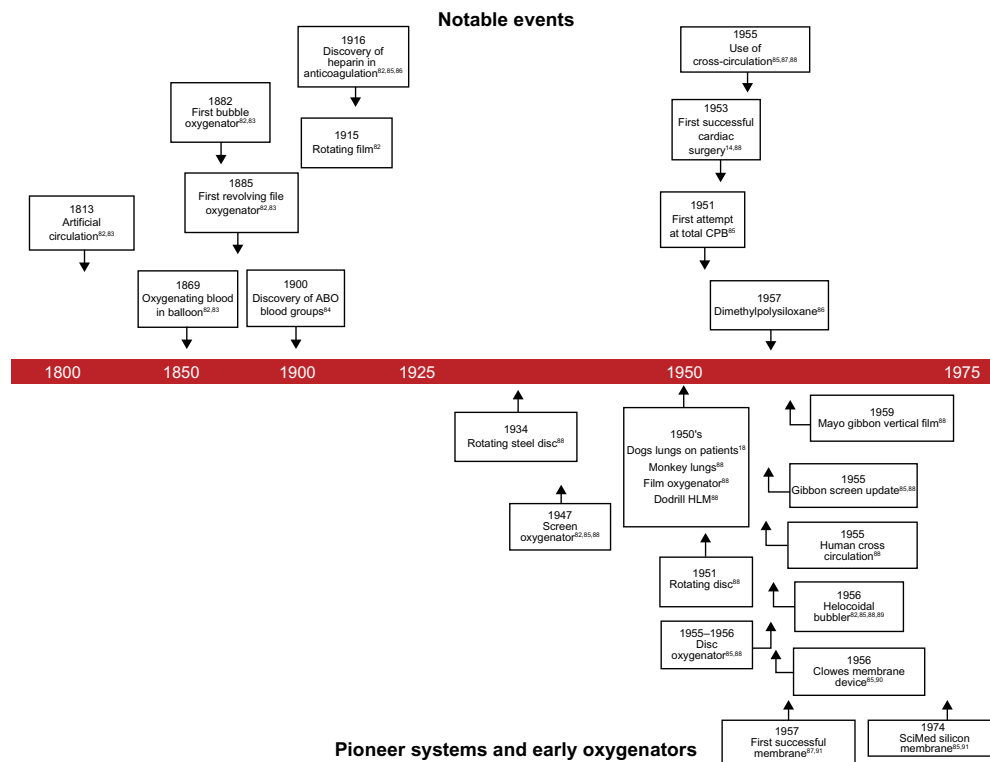 Notable events
1916
Discovery of
heparin in
anticoagulation82,85,86
1955
Use of
cross-circulation85,87,88
1882
First bubble
oxygenator82,83
1915
Rotating film82
1953
First successful
cardiac
surgery14,88
1885
First revolving file
oxygenator82,83
1813
Artificial
circulation82,83
1951
First attempt
at total CPB85
1869
Oxygenating blood
in balloon82,83
1900
Discovery of ABO
blood groups84
1957
Dimethylpolysiloxane86
1800 1850 1900 1925 1950 1975
1934
Rotating steel disc88
1950's
Dogs lungs on patients18
Monkey lungs88
Film oxygenator88
Dodrill HLM88
1959
Mayo gibbon vertical film88
1955
Gibbon screen update85,88
1947
Screen
oxygenator82,85,88
1955
Human cross
circulation
88
1951
Rotating disc88
1956
Helocoidal
bubbler82,85,88,89
1955–1956
Disc
oxygenator85,88
1956
Clowes membrane
device85,90
1957
First successful
membrane87,91
1974
SciMed silicon
membrane85,91
Pioneer systems and early oxygenators